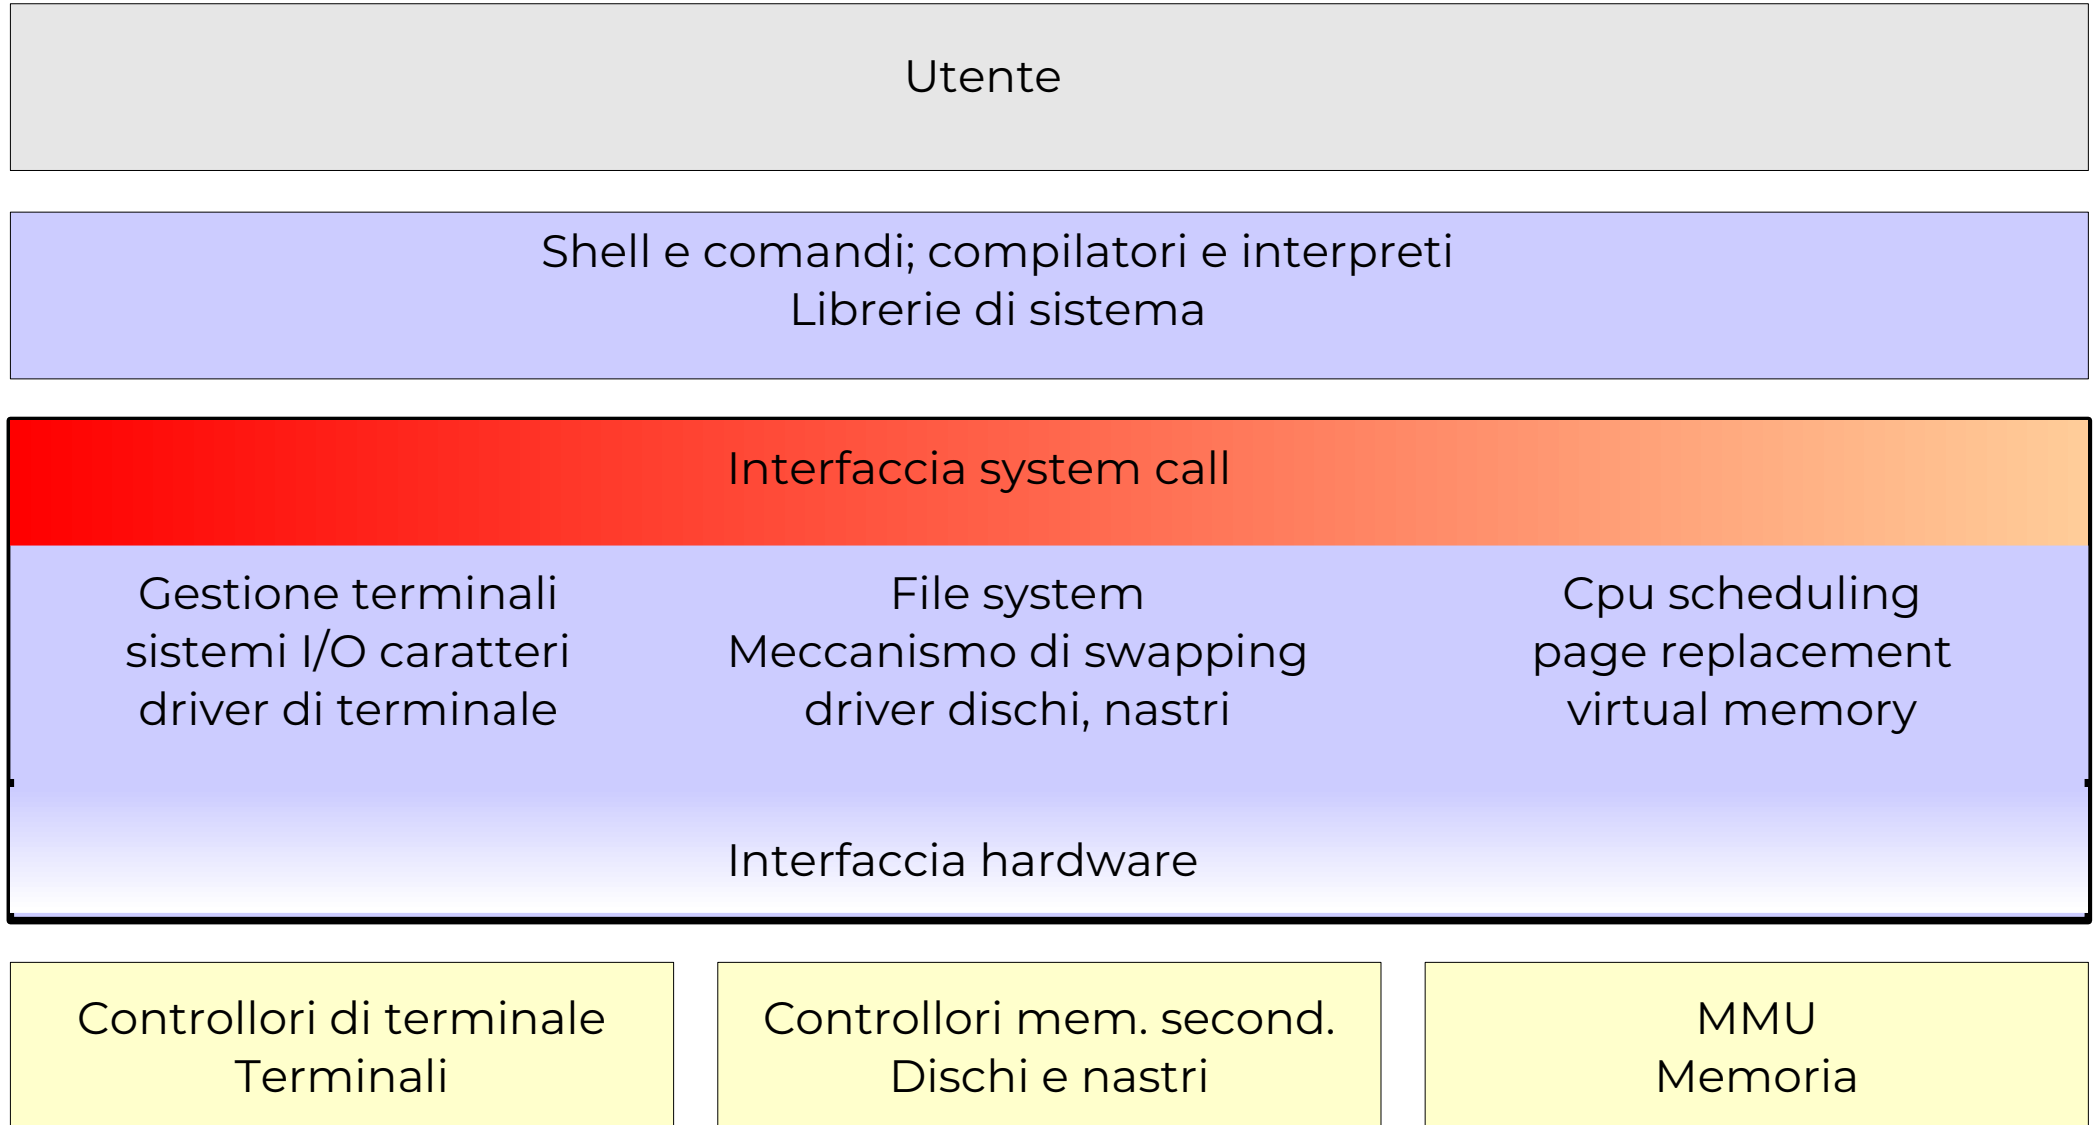 Utente
Shell e comandi; compilatori e interpreti
Librerie di sistema
Interfaccia system call
Gestione terminali
sistemi I/O caratteri
driver di terminale
File system
Meccanismo di swapping
driver dischi, nastri
Cpu scheduling
page replacement
virtual memory
Interfaccia hardware
Controllori di terminale
Terminali
Controllori mem. second.
Dischi e nastri
MMU
Memoria